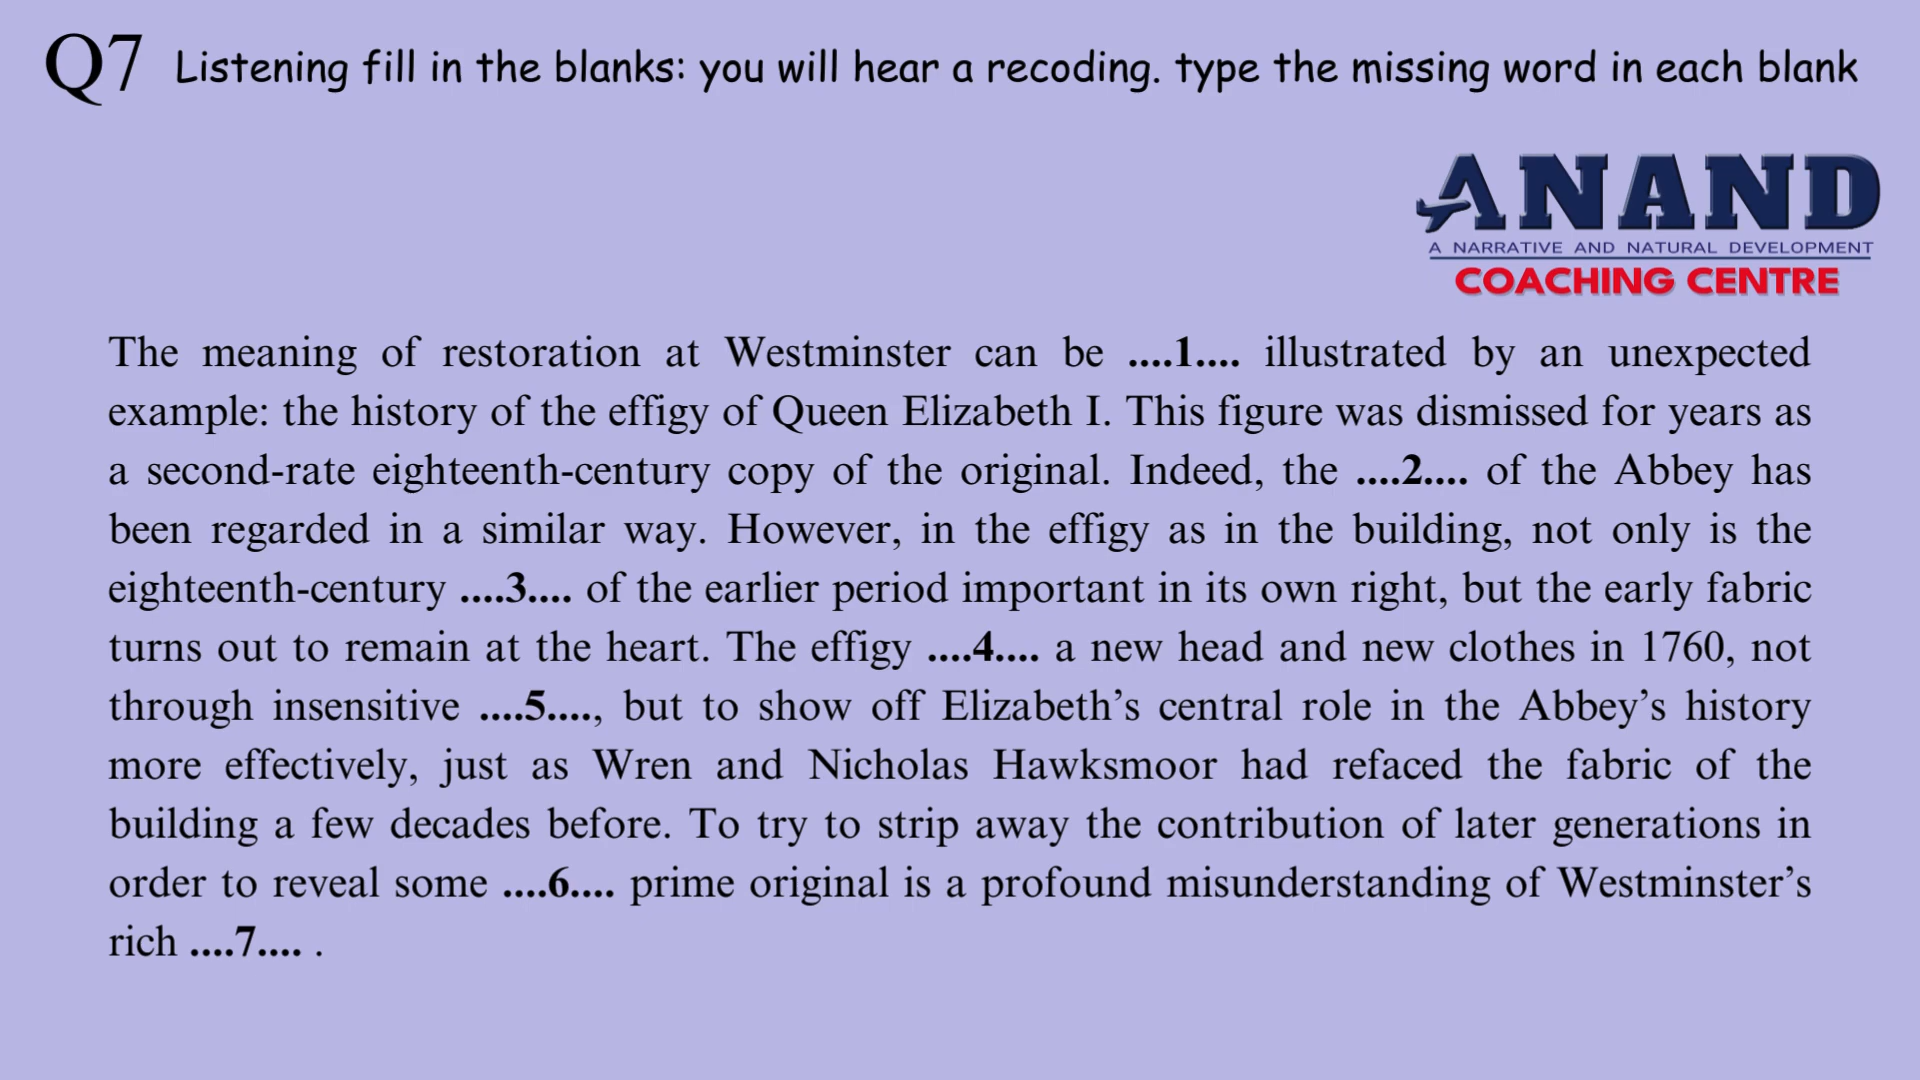 Q7 Listening fill in the blanks: you will hear a recoding. type the missing word in each blank
ANAND
A NARRATIVE AND NATURAL DEVELOPMENT
COACHING CENTRE
The meaning of restoration at Westminster can be ....1.... illustrated by an unexpected
example: the history of the effigy of Queen Elizabeth I. This figure was dismissed for years as
a second-rate eighteenth-century copy of the original. Indeed, the ....2.... of the Abbey has
been regarded in a similar way. However, in the effigy as in the building, not only is the
eighteenth-century ....3.... of the earlier period important in its own right, but the early fabric
turns out to remain at the heart. The effigy ....4.... a new head and new clothes in 1760, not
through insensitive ....5...., but to show off Elizabeth’s central role in the Abbey’s history
more effectively, just as Wren and Nicholas Hawksmoor had refaced the fabric of the
building a few decades before. To try to strip away the contribution of later generations in
order to reveal some ....6.... prime original is a profound misunderstanding of Westminster’s
rich ....7.... .